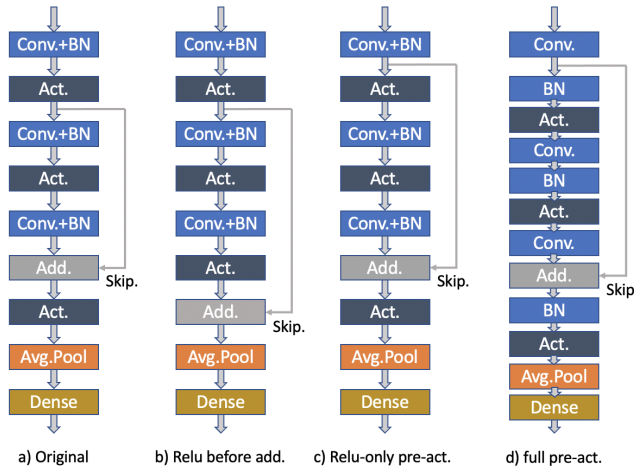 Conv.+BN
Act.
Conv.+BN
Act.
Conv.+BN
Add.
Skip.
Act.
Avg.Pool
Dense
a) Original
Conv.+BN
Act.
Conv.+BN
Act.
Conv.+BN
Act.
Add.
Skip.
Avg.Pool
Dense
b) Relu before add.
Conv.+BN
Act.
Conv.+BN
Act.
Conv.+BN
Add.
Skip.
Act.
Avg.Pool
Dense
c) Relu-only pre-act.
Conv.
BN
Act.
Conv.
BN
Act.
Conv.
Add.
Skip
BN
Act.
Avg.Pool
Dense
d) full pre-act.